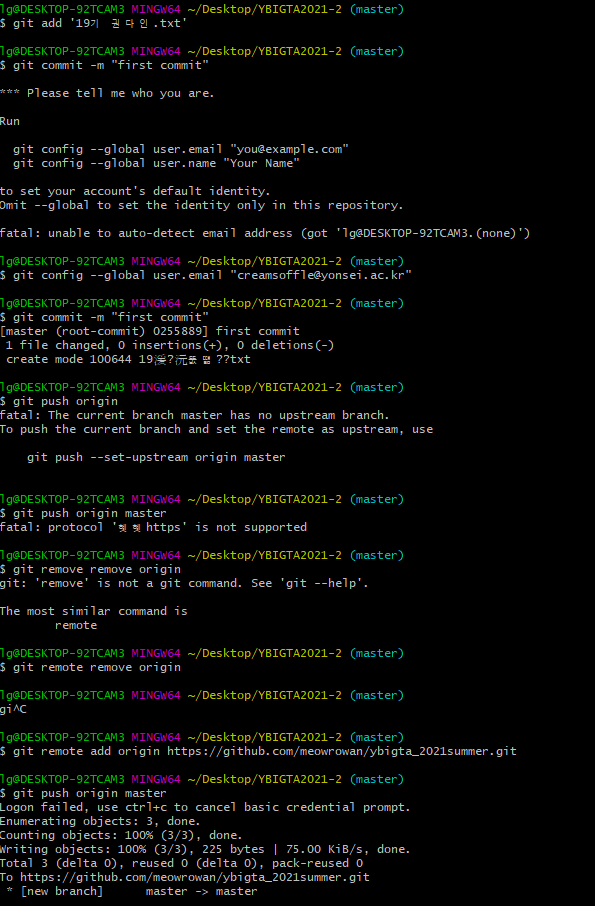 lg@DESKTOP-92TCAM3 MINGW64 ~/Desktop/YBIGTA2021-2 (master)
$ git add '19기  권 다 인 .txt'
lg@DESKTOP-92TCAM3 MINGW64 ~/Desktop/YBIGTA2021-2 (master)
$ git commit -m "first commit"
*** Please tell me who you are.
Run
git config --global user.email "you@example.com"
git config --global user.name "Your Name"
to set your account's default identity.
Omit --global to set the identity only in this repository.
fatal: unable to auto-detect email address (got 'lg@DESKTOP-92TCAM3.(none)')
lg@DESKTOP-92TCAM3 MINGW64 ~/Desktop/YBIGTA2021-2 (master)
$ git config --global user.email "creamsoffle@yonsei.ac.kr"
lg@DESKTOP-92TCAM3 MINGW64 ~/Desktop/YBIGTA2021-2 (master)
$ git commit -m "first commit"
[master (root-commit) 0255889] first commit
1 file changed, 0 insertions(+), 0 deletions(-)
create mode 100644 ??txt
lg@DESKTOP-92TCAM3 MINGW64 ~/Desktop/YBIGTA2021-2 (master)
$ git push origin
fatal: The current branch master has no upstream branch.
To push the current branch and set the remote as upstream, use
git push --set-upstream origin master
lg@DESKTOP-92TCAM3 MINGW64 ~/Desktop/YBIGTA2021-2 (master)
$ git push origin master
fatal: protocol 'https' is not supported
lg@DESKTOP-92TCAM3 MINGW64 ~/Desktop/YBIGTA2021-2 (master)
$ git remove remove origin
git: 'remove' is not a git command. See 'git --help'.
The most similar command is
remote
lg@DESKTOP-92TCAM3 MINGW64 ~/Desktop/YBIGTA2021-2 (master)
$ git remote remove origin
lg@DESKTOP-92TCAM3 MINGW64 ~/Desktop/YBIGTA2021-2 (master)
gi^C
lg@DESKTOP-92TCAM3 MINGW64 ~/Desktop/YBIGTA2021-2 (master)
$ git remote add origin https://github.com/meowrowan/ybigta_2021summer.git
lg@DESKTOP-92TCAM3 MINGW64 ~/Desktop/YBIGTA2021-2 (master)
$ git push origin master
Logon failed, use ctrl+c to cancel basic credential prompt.
Enumerating objects: 3, done.
Counting objects: 100% (3/3), done.
Writing objects: 100% (3/3), 225 bytes | 75.00 KiB/s, done.
Total 3 (delta 0), reused 0 (delta 0), pack-reused 0
To https://github.com/meowrowan/ybigta_2021summer.git
* [new branch]      master -> master